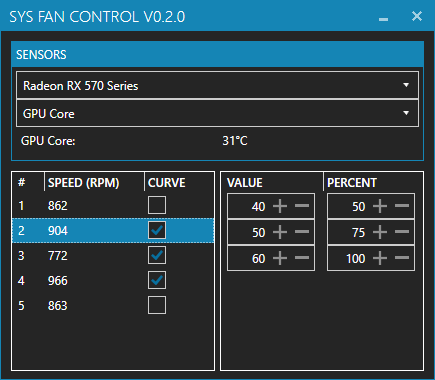 SYS FAN CONTROL V0.2.0
SENSORS
Radeon RX 570 Series
GPU Core
GPU Core: 31°C
# SPEED (RPM) CURVE VALUE PERCENT
1 862 40 + − 50 + −
2 904 50 + − 75 + −
3 772 60 + − 100 + −
4 966
5 863